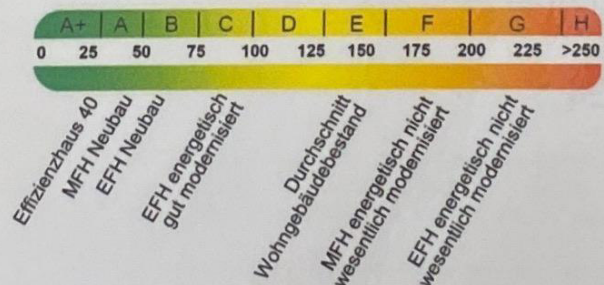 A+ A B C D E F G H
0 25 50 75 100 125 150 175 200 225 >250
Effizienzhaus 40
MFH Neubau
EFH Neubau
EFH energetisch
gut modernisiert
Durchschnitt
Wohngebäudebestand
MFH energetisch nicht
wesentlich modernisiert
EFH energetisch nicht
wesentlich modernisiert